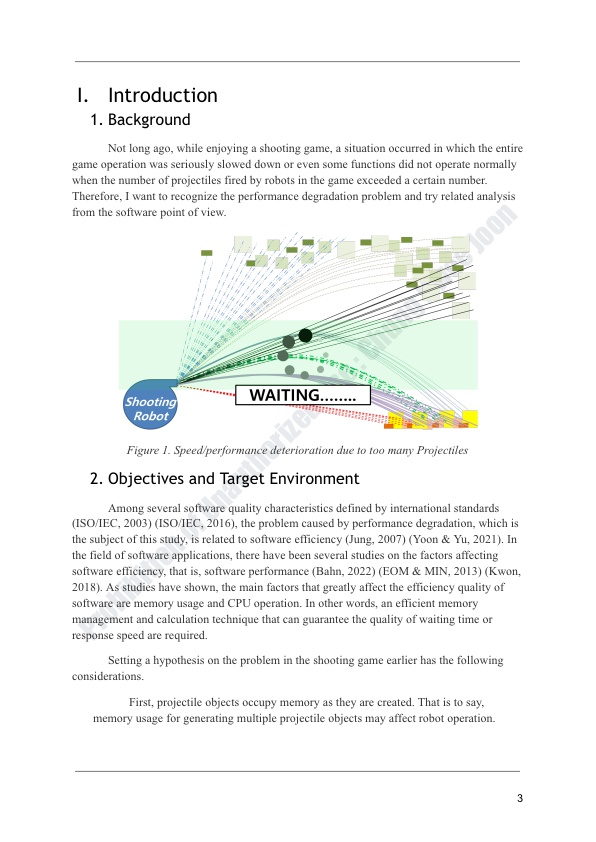 I. Introduction
1. Background
Not long ago, while enjoying a shooting game, a situation occurred in which the entire
game operation was seriously slowed down or even some functions did not operate normally
when the number of projectiles fired by robots in the game exceeded a certain number.
Therefore, I want to recognize the performance degradation problem and try related analysis
from the software point of view.
Shooting
Robot
WAITING........
Figure 1. Speed/performance deterioration due to too many Projectiles
2. Objectives and Target Environment
Among several software quality characteristics defined by international standards
(ISO/IEC, 2003) (ISO/IEC, 2016), the problem caused by performance degradation, which is
the subject of this study, is related to software efficiency (Jung, 2007) (Yoon & Yu, 2021). In
the field of software applications, there have been several studies on the factors affecting
software efficiency, that is, software performance (Bahn, 2022) (EOM & MIN, 2013) (Kwon,
2018). As studies have shown, the main factors that greatly affect the efficiency quality of
software are memory usage and CPU operation. In other words, an efficient memory
management and calculation technique that can guarantee the quality of waiting time or
response speed are required.
Setting a hypothesis on the problem in the shooting game earlier has the following
considerations.
First, projectile objects occupy memory as they are created. That is to say,
memory usage for generating multiple projectile objects may affect robot operation.
3